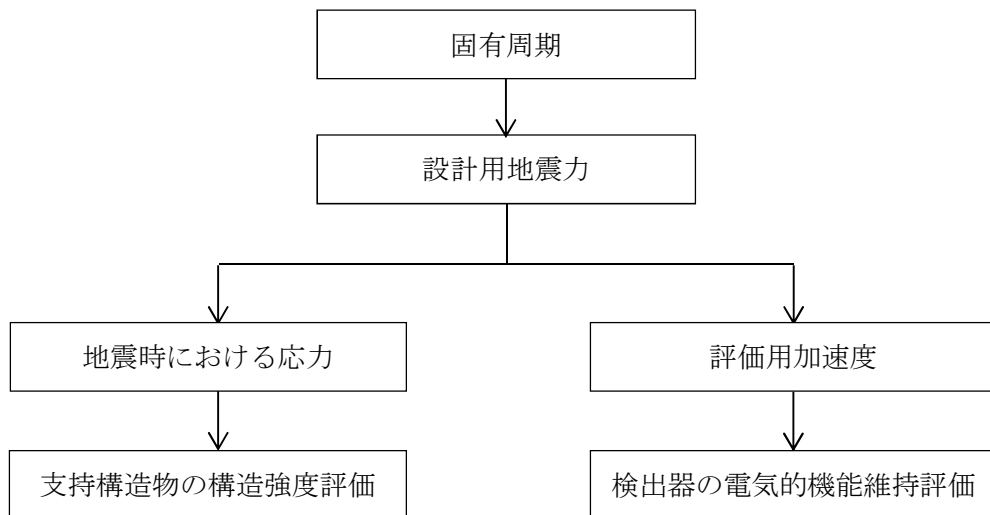 固有周期
設計用地震力
地震時における応力
評価用加速度
支持構造物の構造強度評価
検出器の電気的機能維持評価